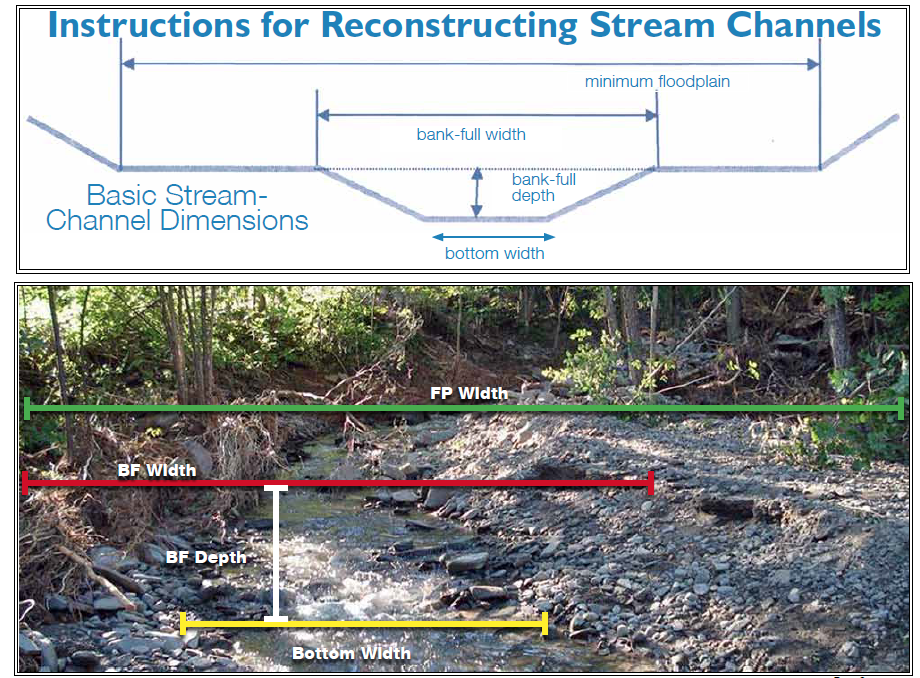 Instructions for Reconstructing Stream Channels
minimum floodplain
bank-full width
bank-full
depth
Basic Stream-
Channel Dimensions
bottom width
FP Width
BF Width
BF Depth
Bottom Width